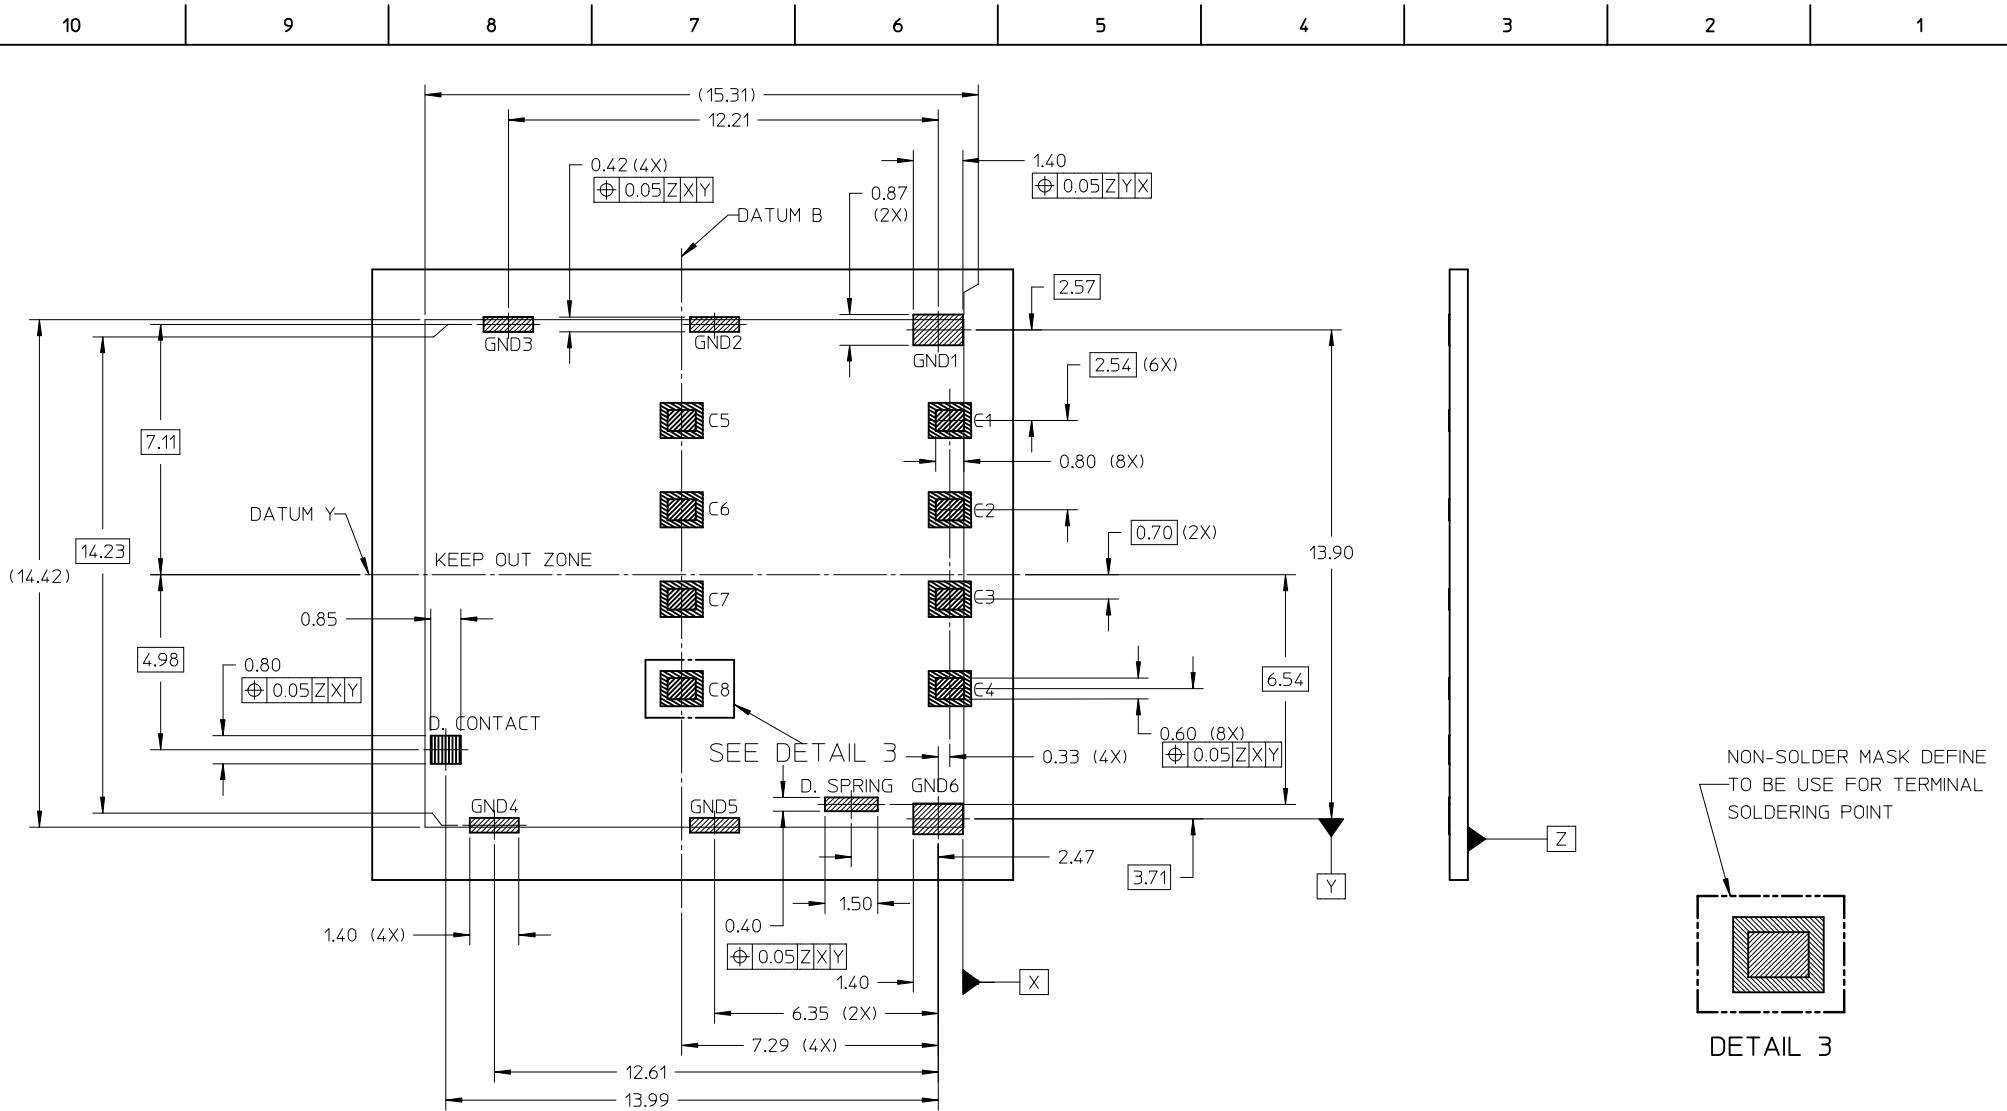 10 9 8 7 6 5 4 3 2 1
(15.31)
12.21
0.42 (4X)
⌖ 0.05 Z X Y
1.40
⌖ 0.05 Z Y X
0.87
(2X)
DATUM B
2.57
GND3
GND2
GND1
2.54 (6X)
C5
C1
7.11
0.80 (8X)
DATUM Y
C6
C2
0.70 (2X)
14.23
KEEP OUT ZONE
13.90
(14.42)
C7
C3
0.85
4.98
0.80
⌖ 0.05 Z X Y
C8
C4
6.54
D. CONTACT
0.60 (8X)
⌖ 0.05 Z X Y
SEE DETAIL 3
0.33 (4X)
NON-SOLDER MASK DEFINE
TO BE USE FOR TERMINAL
SOLDERING POINT
D. SPRING
GND6
GND4
GND5
Z
2.47
3.71
Y
1.50
0.40
⌖ 0.05 Z X Y
1.40 (4X)
1.40
X
6.35 (2X)
7.29 (4X)
DETAIL 3
12.61
13.99